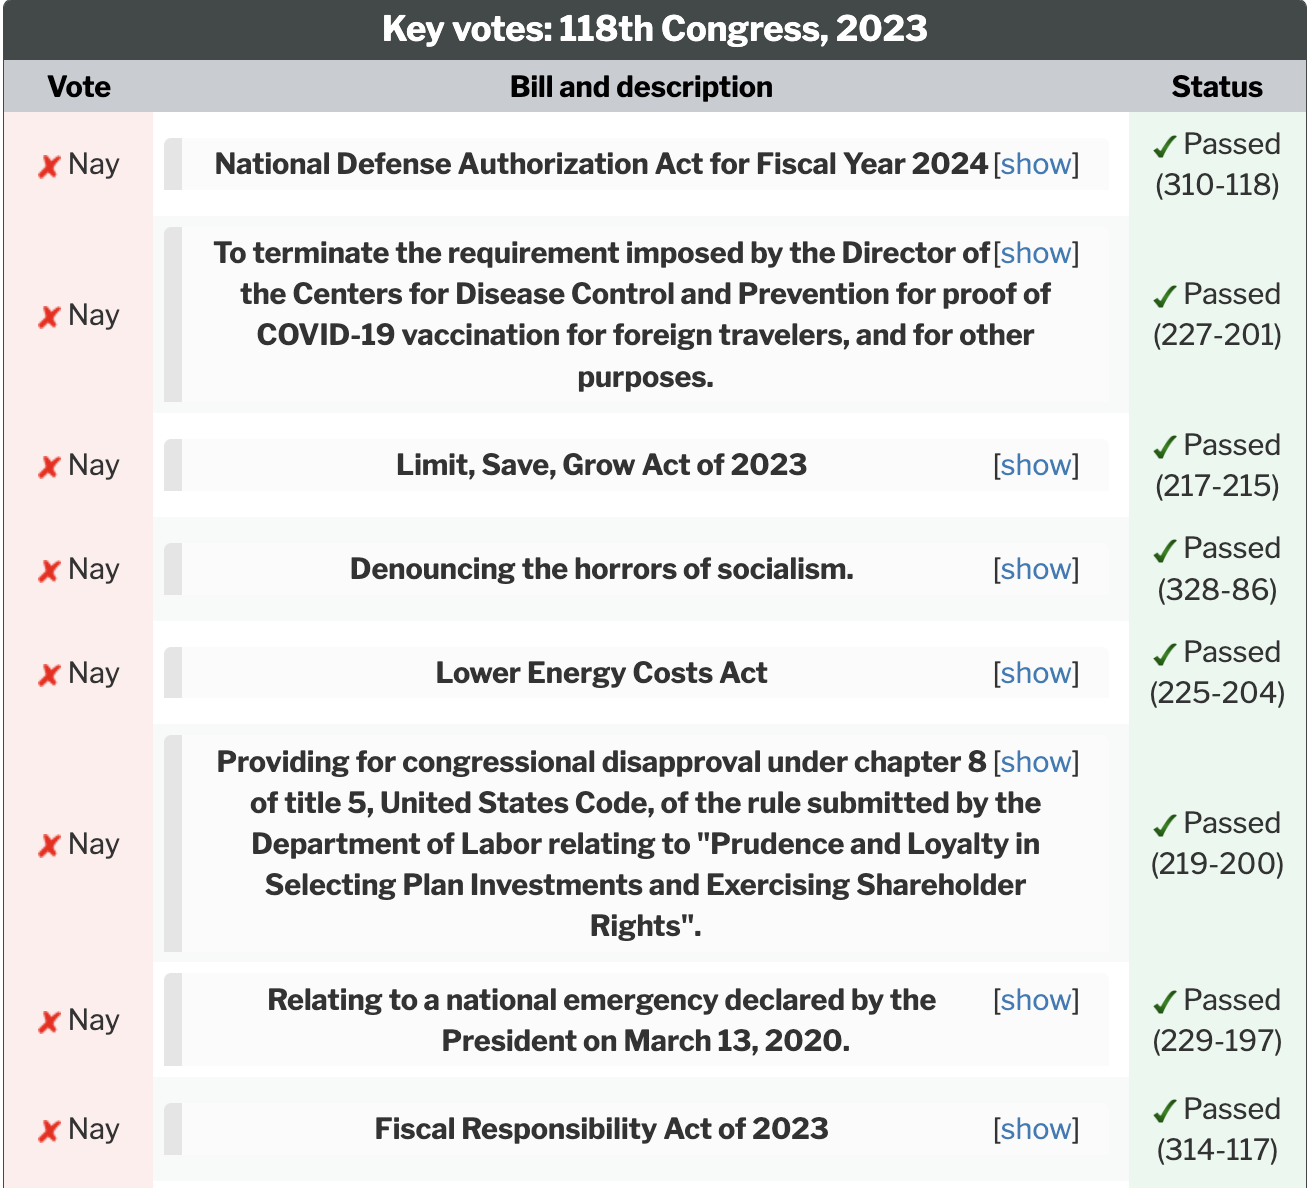 Key votes: 118th Congress, 2023
Vote Bill and description Status
✘ Nay National Defense Authorization Act for Fiscal Year 2024 [show] ✓ Passed
(310-118)
✘ Nay To terminate the requirement imposed by the Director of [show]
the Centers for Disease Control and Prevention for proof of
COVID-19 vaccination for foreign travelers, and for other
purposes.
✓ Passed
(227-201)
✘ Nay Limit, Save, Grow Act of 2023 [show] ✓ Passed
(217-215)
✘ Nay Denouncing the horrors of socialism. [show] ✓ Passed
(328-86)
✘ Nay Lower Energy Costs Act [show] ✓ Passed
(225-204)
✘ Nay Providing for congressional disapproval under chapter 8 [show]
of title 5, United States Code, of the rule submitted by the
Department of Labor relating to "Prudence and Loyalty in
Selecting Plan Investments and Exercising Shareholder
Rights".
✓ Passed
(219-200)
✘ Nay Relating to a national emergency declared by the [show]
President on March 13, 2020.
✓ Passed
(229-197)
✘ Nay Fiscal Responsibility Act of 2023 [show] ✓ Passed
(314-117)